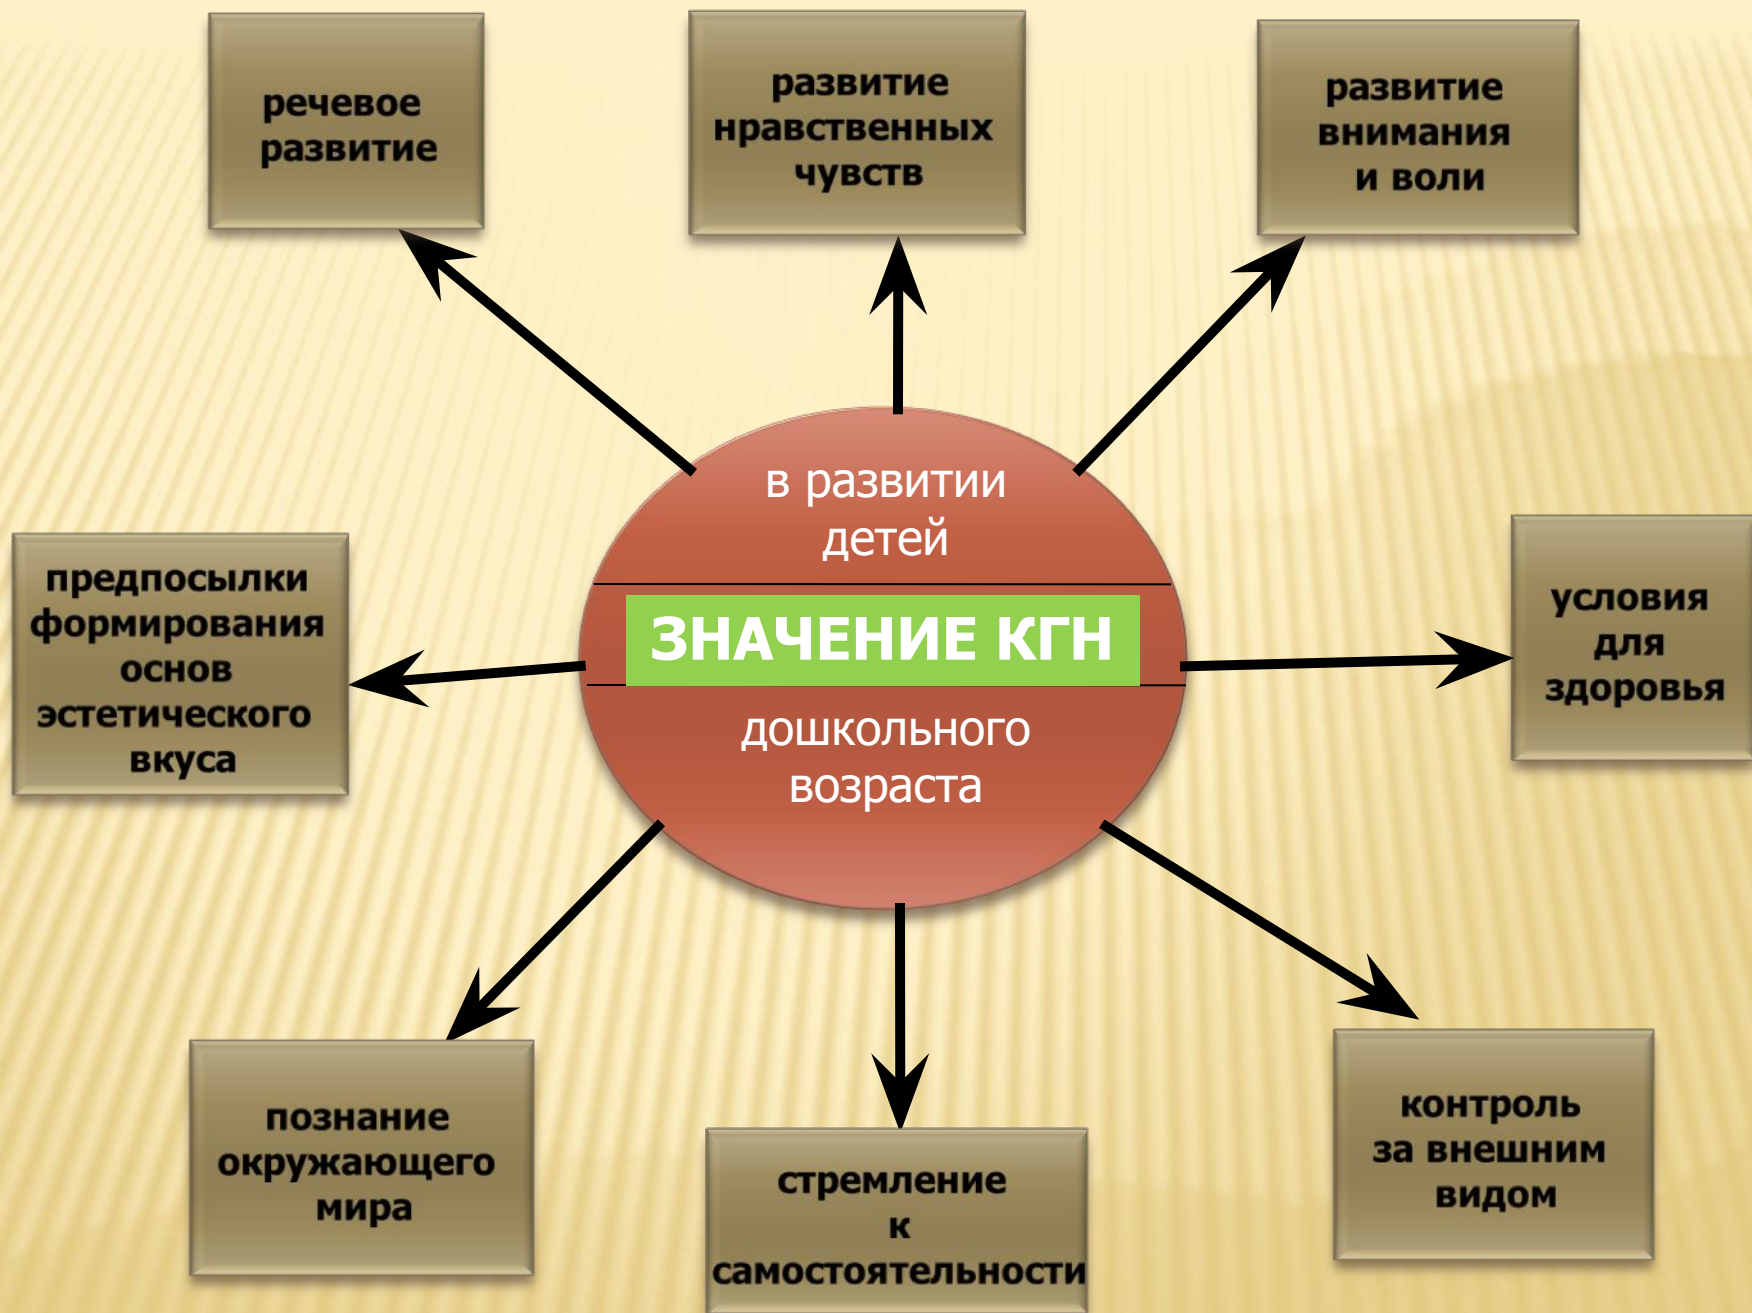 речевое
развитие
развитие
нравственных
чувств
развитие
внимания
и воли
в развитии
детей
ЗНАЧЕНИЕ КГН
дошкольного
возраста
предпосылки
формирования
основ
эстетического
вкуса
условия
для
здоровья
познание
окружающего
мира
стремление
к
самостоятельности
контроль
за внешним
видом